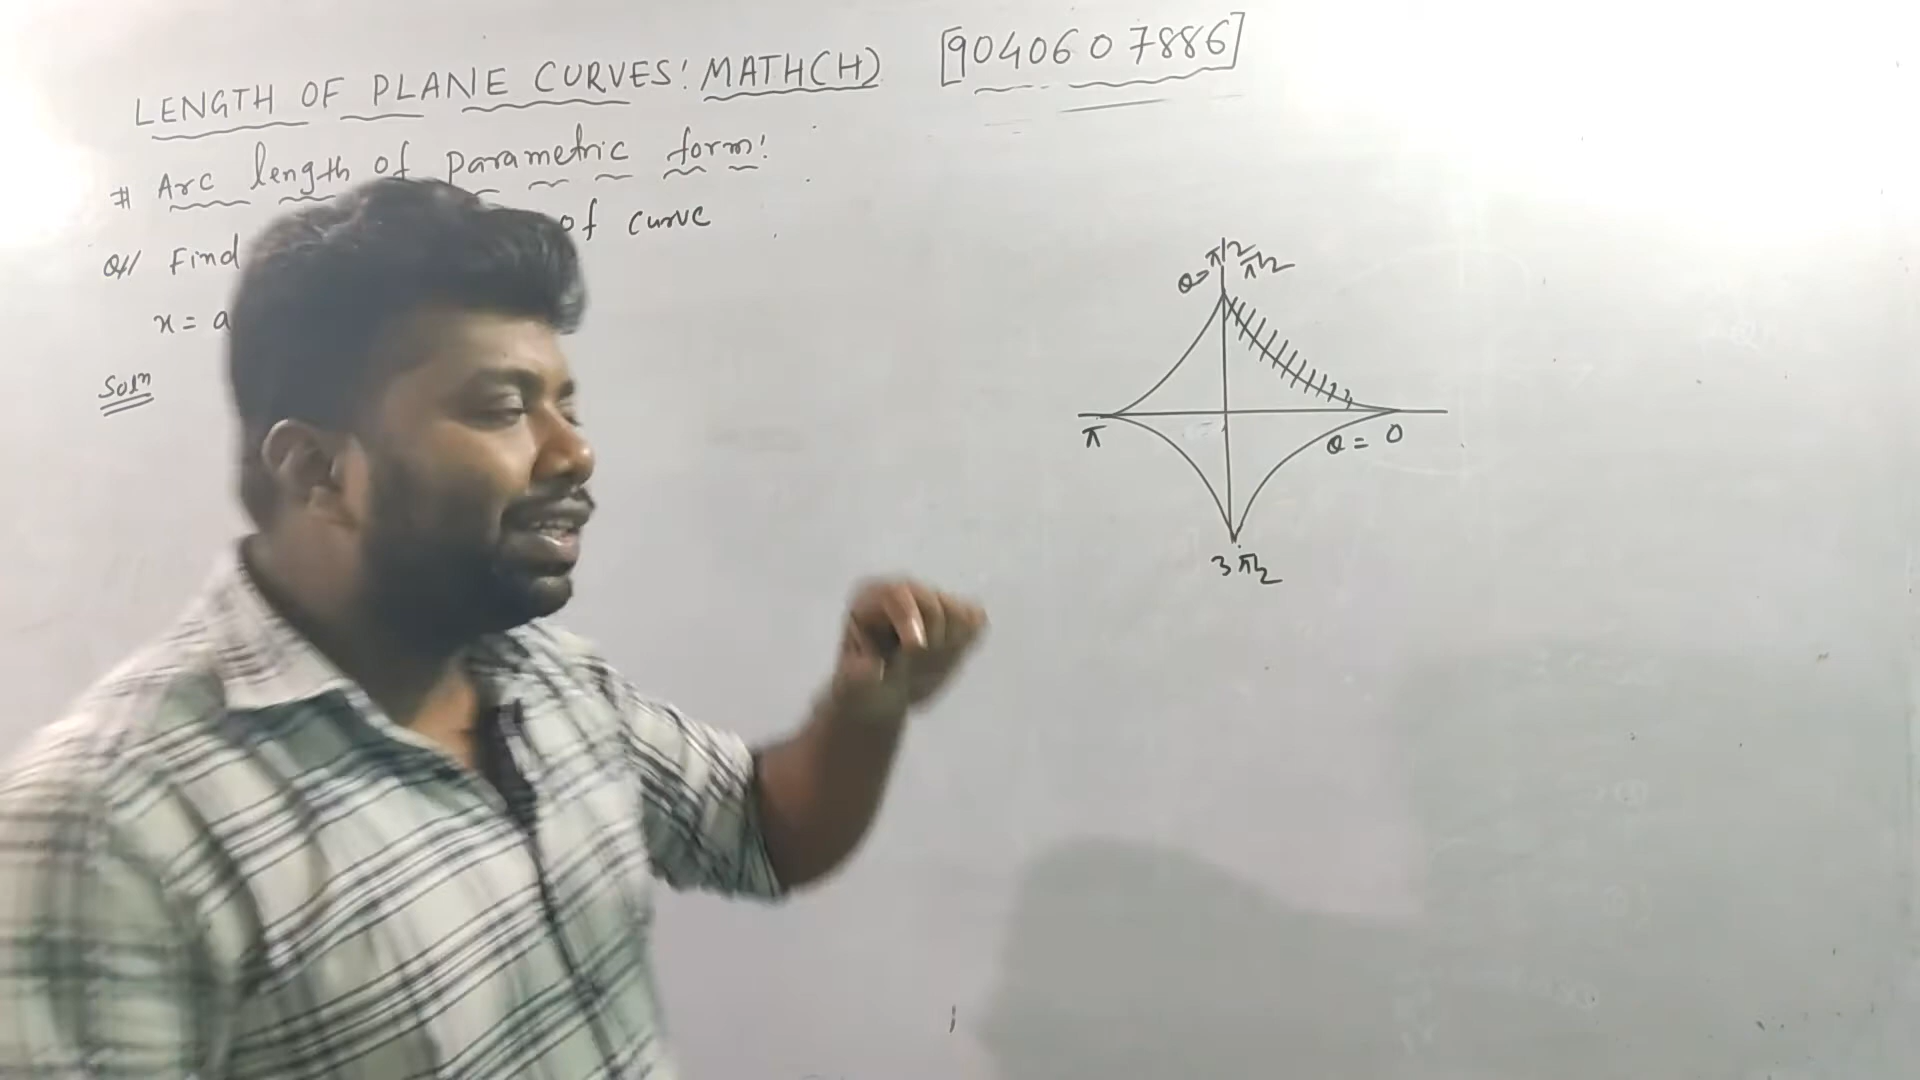 LENGTH OF PLANE CURVES: MATH(H) [9040607886]
# Arc length of parametric form:
Q// Find of curve
x = a
Soln
θ= π/2 π/2
π
θ = 0
3π/2